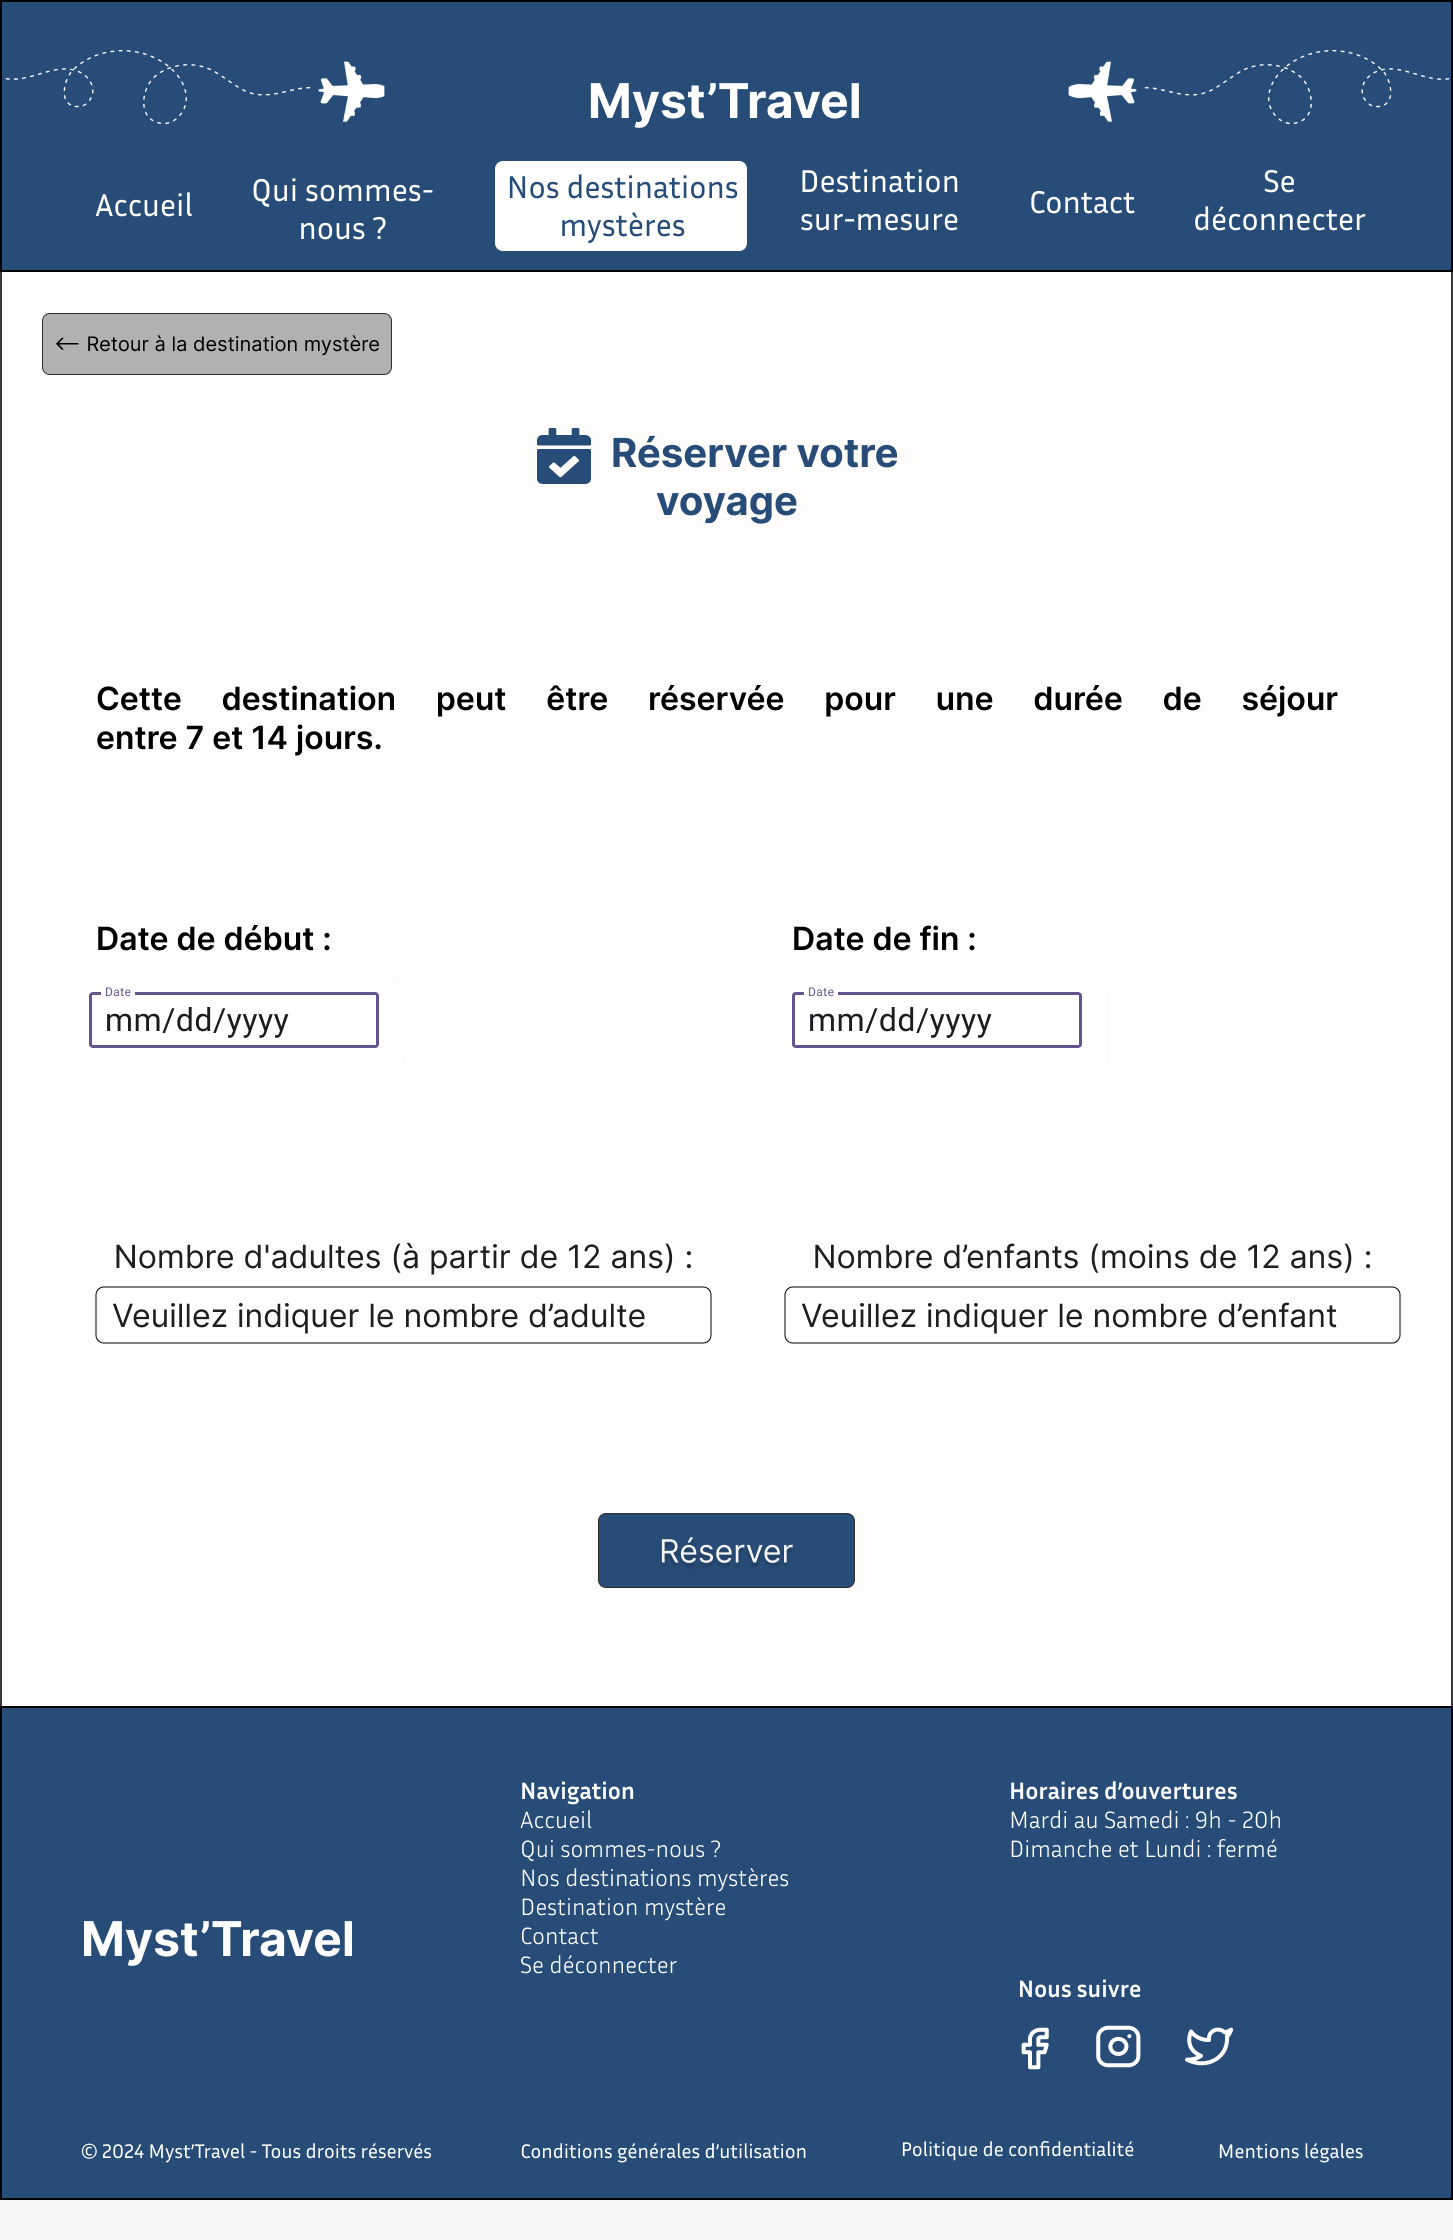 Myst’Travel
Accueil
Qui sommes-
nous ?
Nos destinations
mystères
Destination
sur-mesure
Contact
Se
déconnecter
← Retour à la destination mystère
Réserver votre
voyage
Cette destination peut être réservée pour une durée de séjour
entre 7 et 14 jours.
Date de début :
Date
mm/dd/yyyy
Date de fin :
Date
mm/dd/yyyy
Nombre d'adultes (à partir de 12 ans) :
Veuillez indiquer le nombre d’adulte
Nombre d’enfants (moins de 12 ans) :
Veuillez indiquer le nombre d’enfant
Réserver
Myst’Travel
Navigation
Accueil
Qui sommes-nous ?
Nos destinations mystères
Destination mystère
Contact
Se déconnecter
Horaires d’ouvertures
Mardi au Samedi : 9h - 20h
Dimanche et Lundi : fermé
Nous suivre
© 2024 Myst’Travel - Tous droits réservés
Conditions générales d’utilisation
Politique de confidentialité
Mentions légales